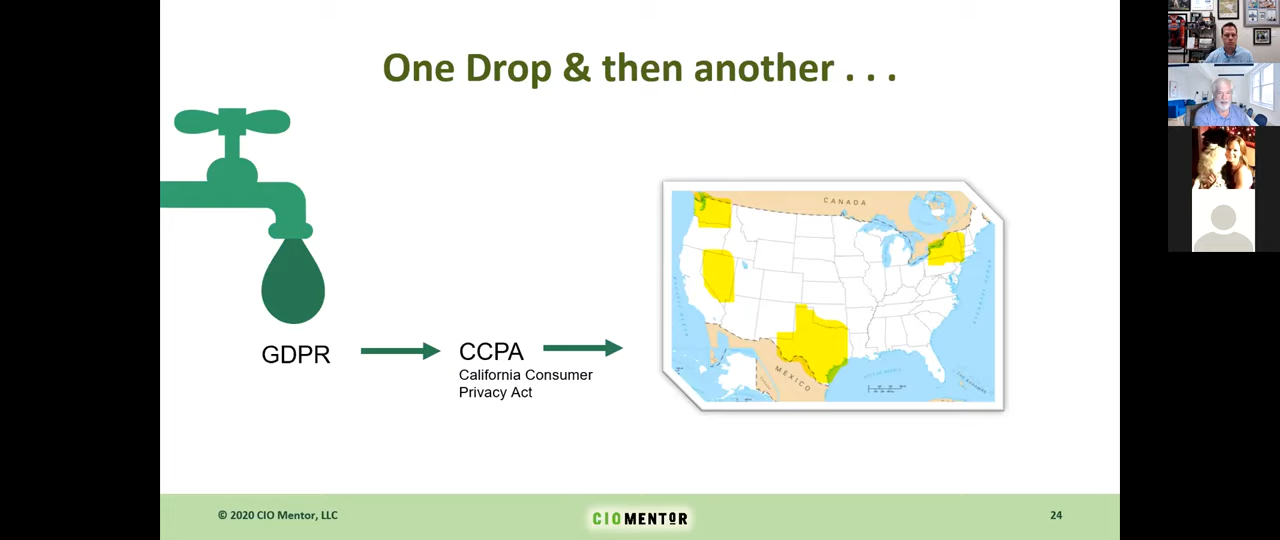 One Drop & then another . . .
CANADA
MEXICO
GDPR
CCPA
California Consumer
Privacy Act
© 2020 CIO Mentor, LLC
CIOMENTOR
24